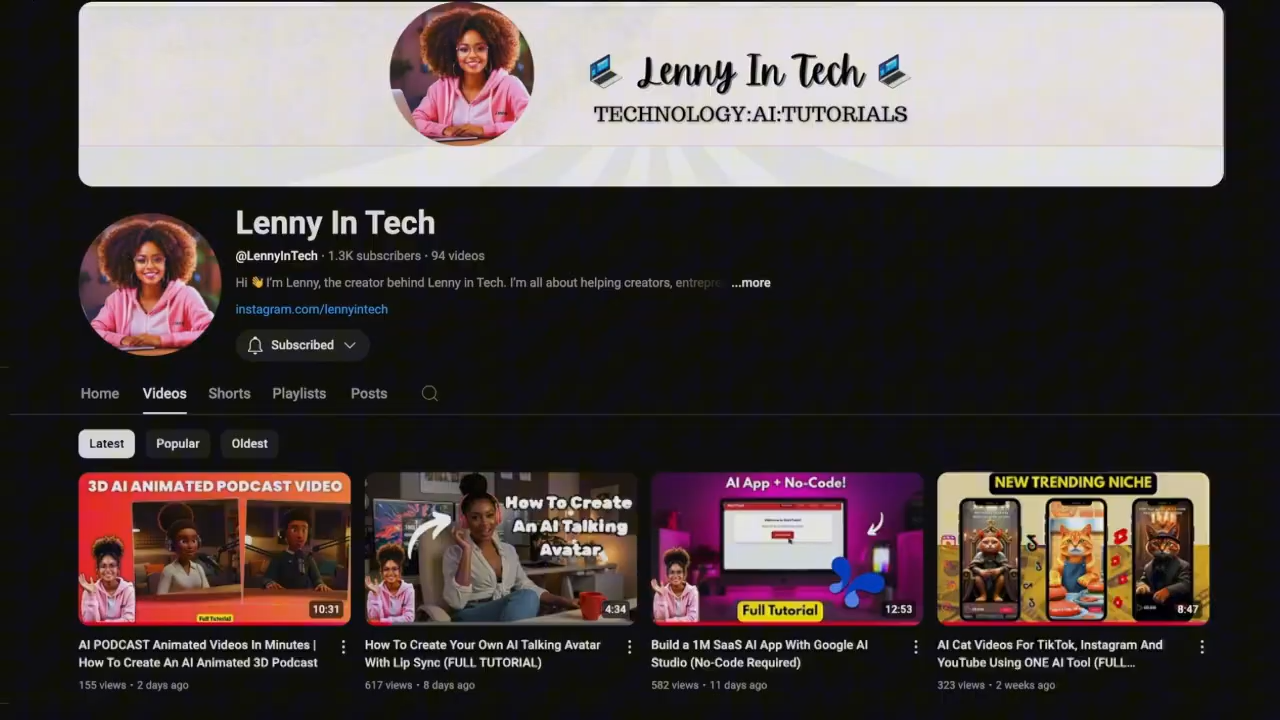 Lenny In Tech
TECHNOLOGY:AI:TUTORIALS
Lenny In Tech
@LennyInTech · 1.3K subscribers · 94 videos
Hi 👋 I'm Lenny, the creator behind Lenny in Tech. I'm all about helping creators, entrepre ...more
instagram.com/lennyintech
Subscribed
Home Videos Shorts Playlists Posts
Latest Popular Oldest
3D AI ANIMATED PODCAST VIDEO
Full Tutorial
10:31
How To Create
An AI Talking
Avatar
4:34
AI App + No-Code!
Full Tutorial
12:53
NEW TRENDING NICHE
8:47
AI PODCAST Animated Videos In Minutes |
How To Create An AI Animated 3D Podcast
155 views · 2 days ago
How To Create Your Own AI Talking Avatar
With Lip Sync (FULL TUTORIAL)
617 views · 8 days ago
Build a 1M SaaS AI App With Google AI
Studio (No-Code Required)
582 views · 11 days ago
AI Cat Videos For TikTok, Instagram And
YouTube Using ONE AI Tool (FULL...
323 views · 2 weeks ago